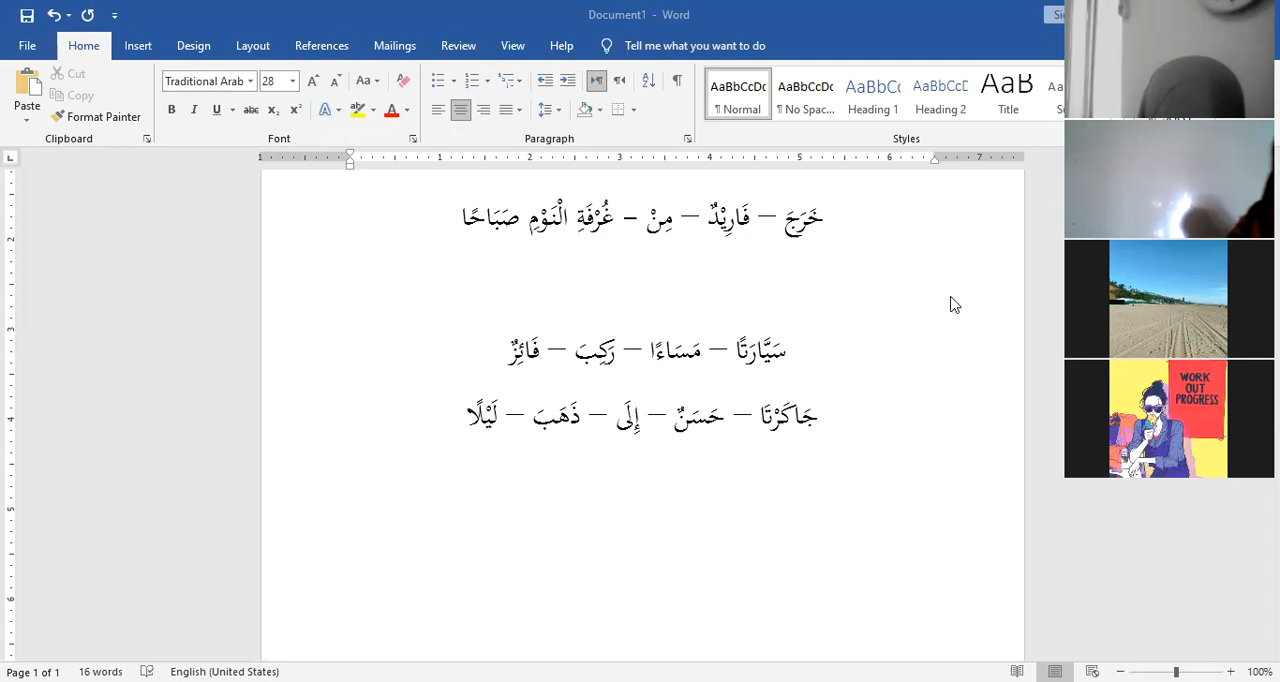 Document1 - Word
File Home Insert Design Layout References Mailings Review View Help Tell me what you want to do
Paste
Cut
Copy
Format Painter
Clipboard
Traditional Arab 28
Font
Paragraph
AaBbCcDc AaBbCcDc AaBbCc AaBbCcD AaB
¶ Normal ¶ No Spac... Heading 1 Heading 2 Title
Styles
خَرَجَ – فَارِيْدٌ – مِنْ – غُرْفَةِ الْنَوْمِ صَبَاحًا
سَيَّارَتًا – مَسَاءًا – رَكِبَ – فَائِزٌ
جَاكَرْتَا – حَسَنٌ – إِلَى – ذَهَبَ – لَيْلًا
WORK
OUT
PROGRESS
Page 1 of 1 16 words English (United States) 100%